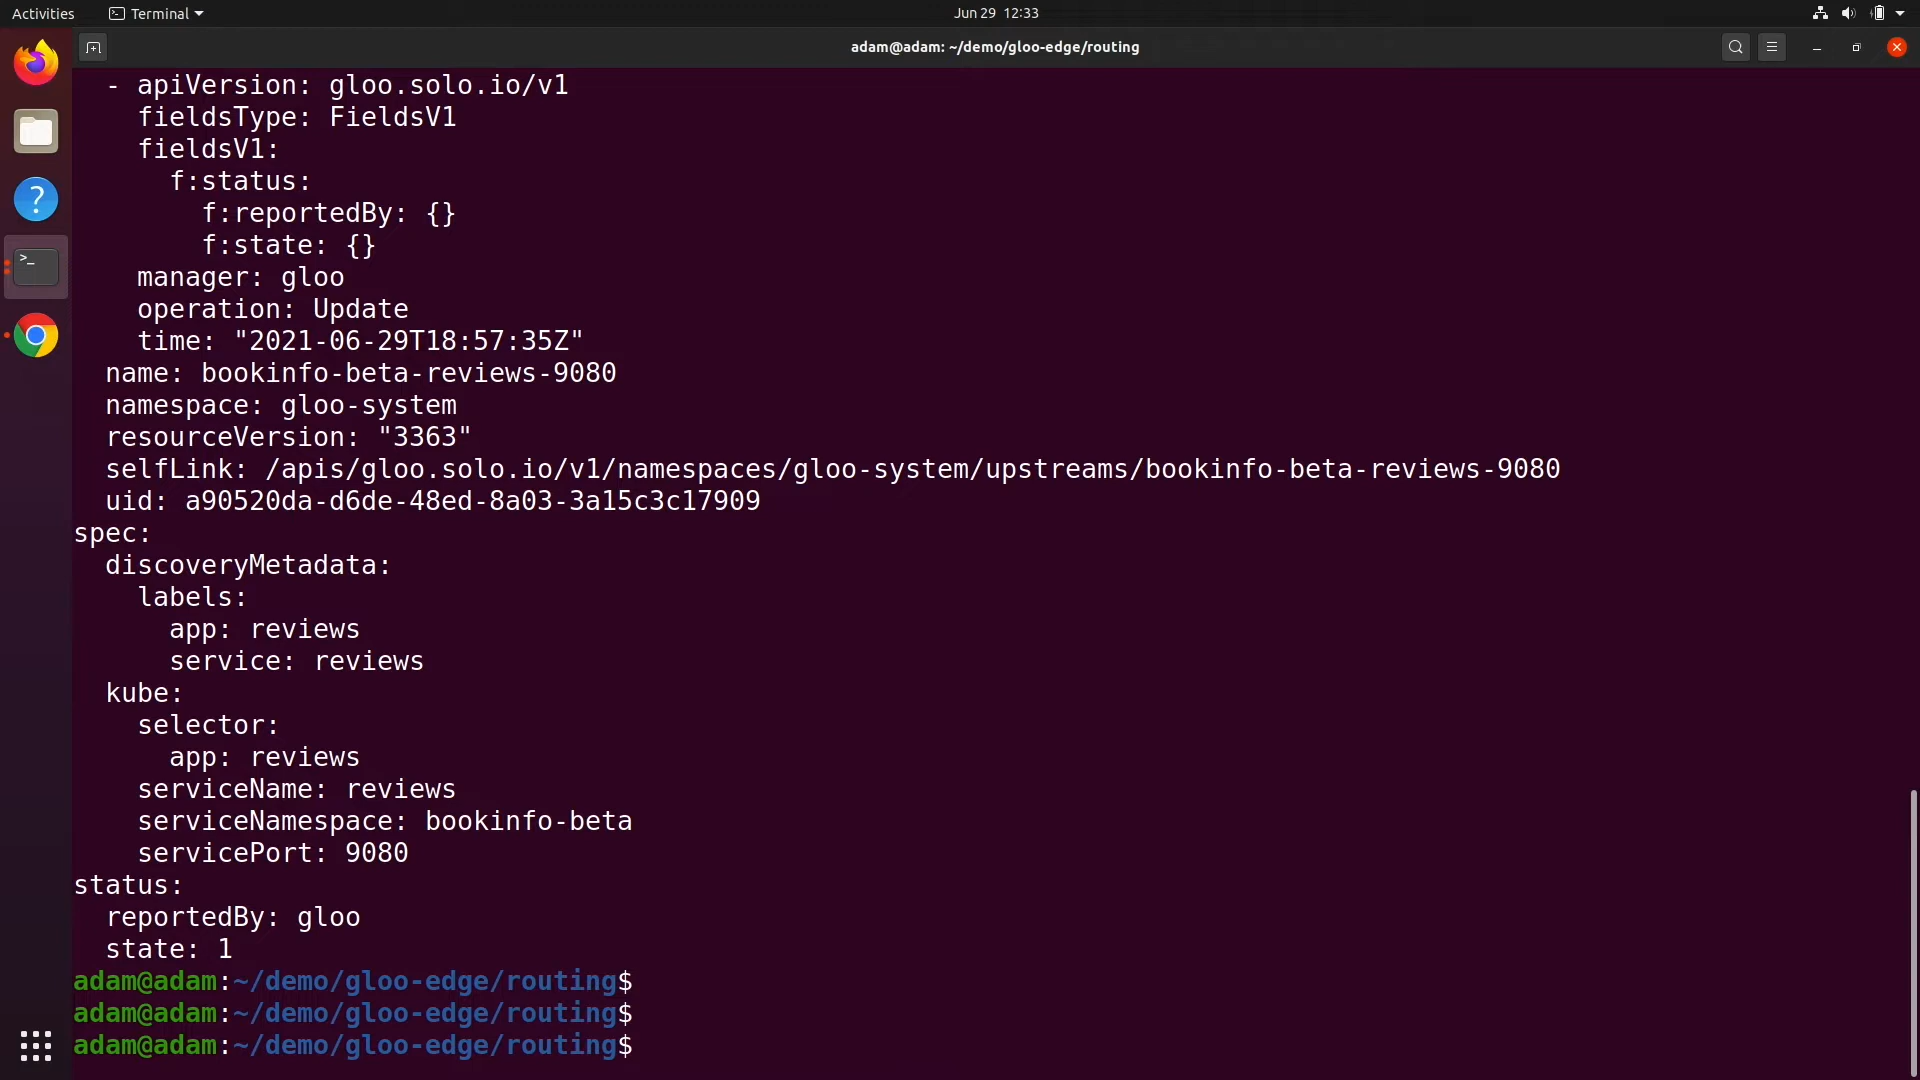 Activities
Terminal
Jun 29 12:33
adam@adam: ~/demo/gloo-edge/routing
- apiVersion: gloo.solo.io/v1
fieldsType: FieldsV1
fieldsV1:
f:status:
f:reportedBy: {}
f:state: {}
manager: gloo
operation: Update
time: "2021-06-29T18:57:35Z"
name: bookinfo-beta-reviews-9080
namespace: gloo-system
resourceVersion: "3363"
selfLink: /apis/gloo.solo.io/v1/namespaces/gloo-system/upstreams/bookinfo-beta-reviews-9080
uid: a90520da-d6de-48ed-8a03-3a15c3c17909
spec:
discoveryMetadata:
labels:
app: reviews
service: reviews
kube:
selector:
app: reviews
serviceName: reviews
serviceNamespace: bookinfo-beta
servicePort: 9080
status:
reportedBy: gloo
state: 1
adam@adam:~/demo/gloo-edge/routing$
adam@adam:~/demo/gloo-edge/routing$
adam@adam:~/demo/gloo-edge/routing$